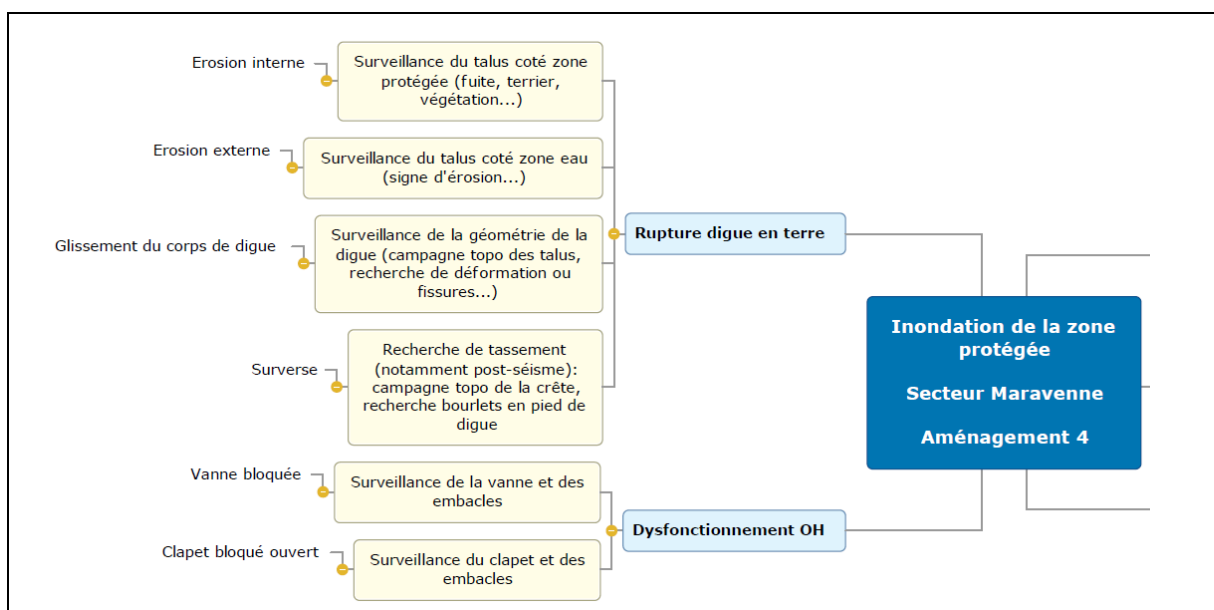 Erosion interne
Surveillance du talus coté zone
protégée (fuite, terrier,
végétation...)
Erosion externe
Surveillance du talus coté zone eau
(signe d'érosion...)
Glissement du corps de digue
Surveillance de la géométrie de la
digue (campagne topo des talus,
recherche de déformation ou
fissures...)
Surverse
Recherche de tassement
(notamment post-séisme):
campagne topo de la crête,
recherche bourlets en pied de
digue
Rupture digue en terre
Vanne bloquée
Surveillance de la vanne et des
embacles
Clapet bloqué ouvert
Surveillance du clapet et des
embacles
Dysfonctionnement OH
Inondation de la zone
protégée
Secteur Maravenne
Aménagement 4